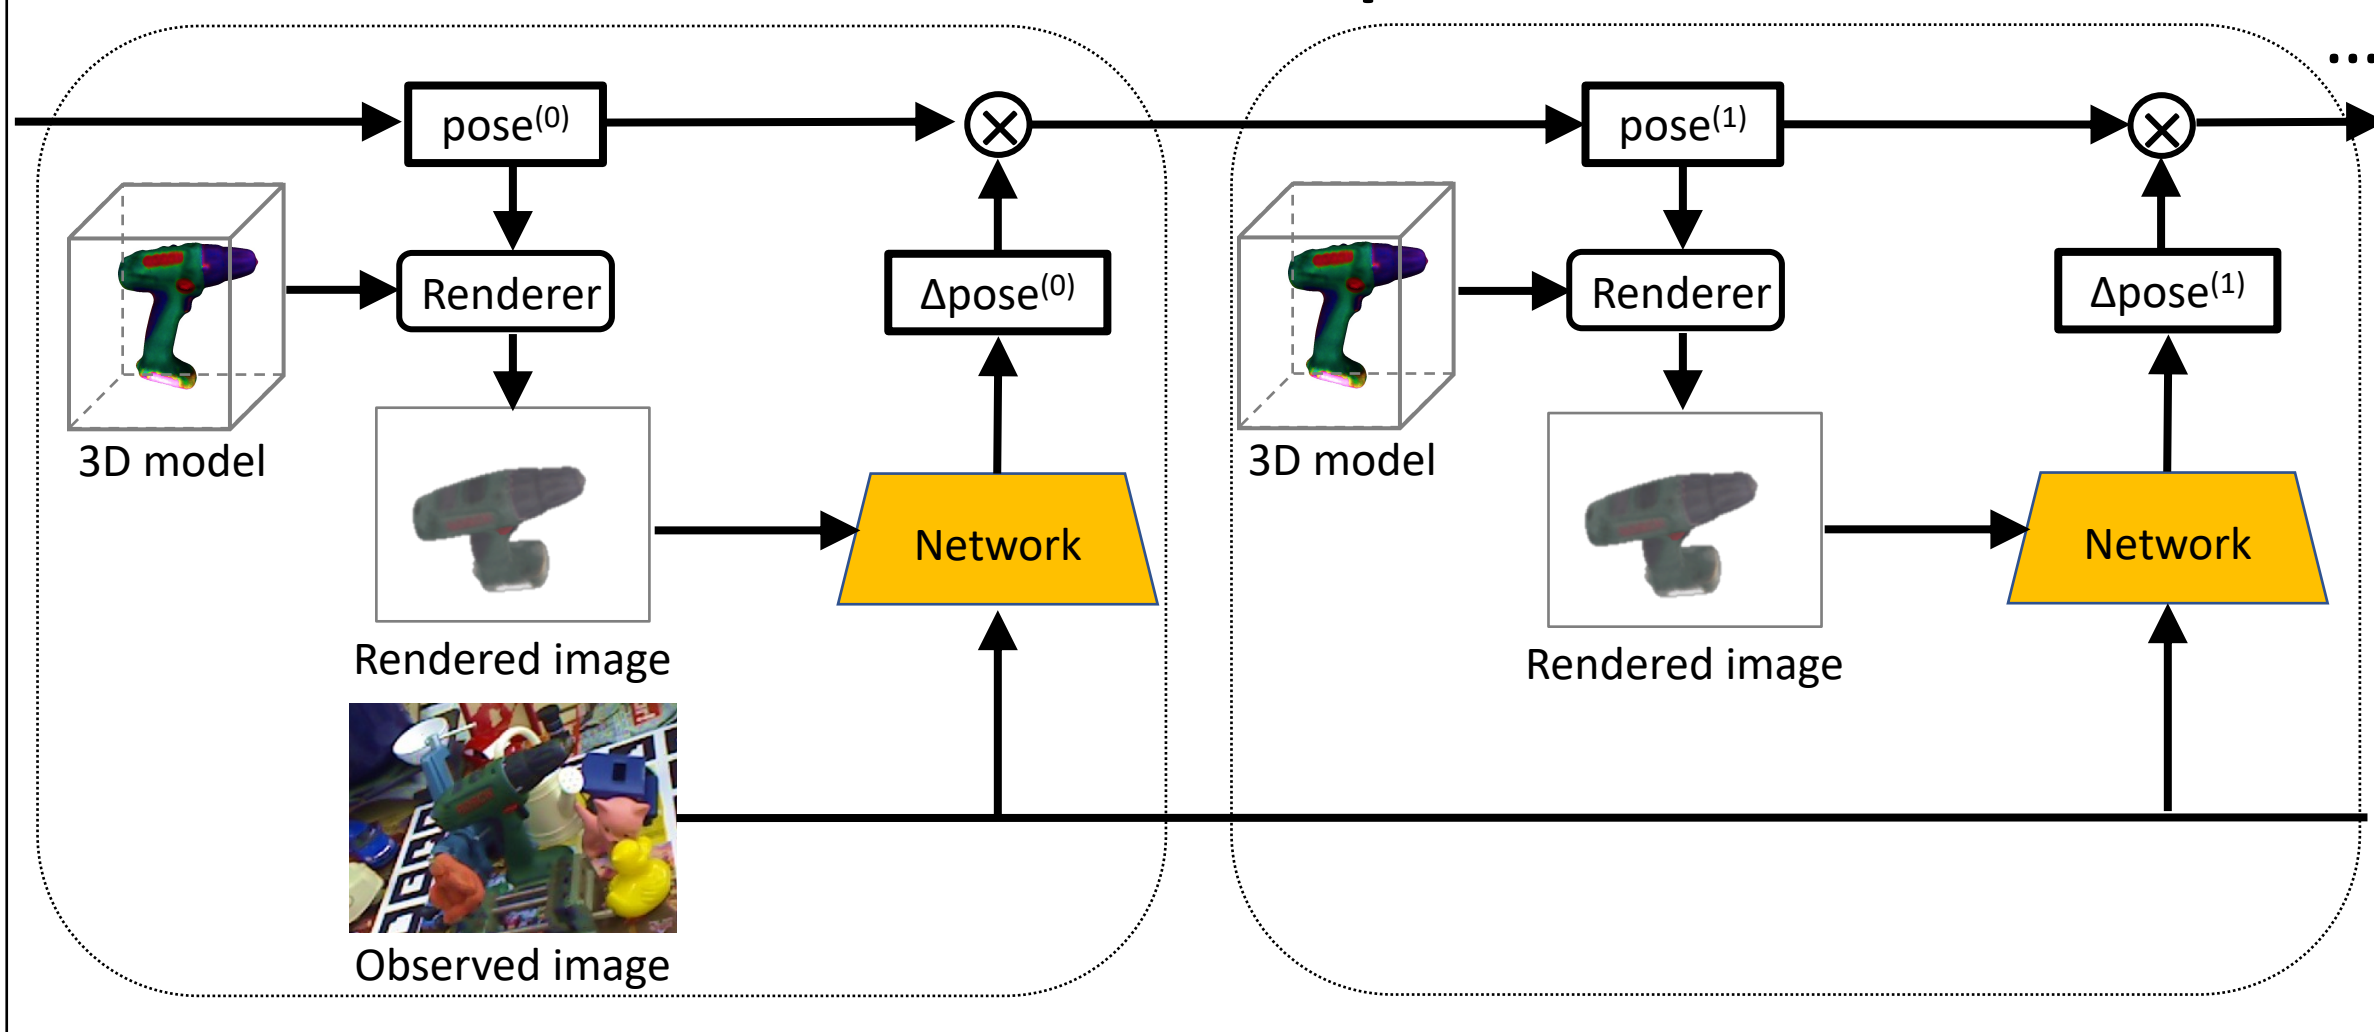 ...
pose(0)
pose(1)
Renderer
Δpose(0)
Renderer
Δpose(1)
3D model
3D model
Network
Network
Rendered image
Rendered image
Observed image